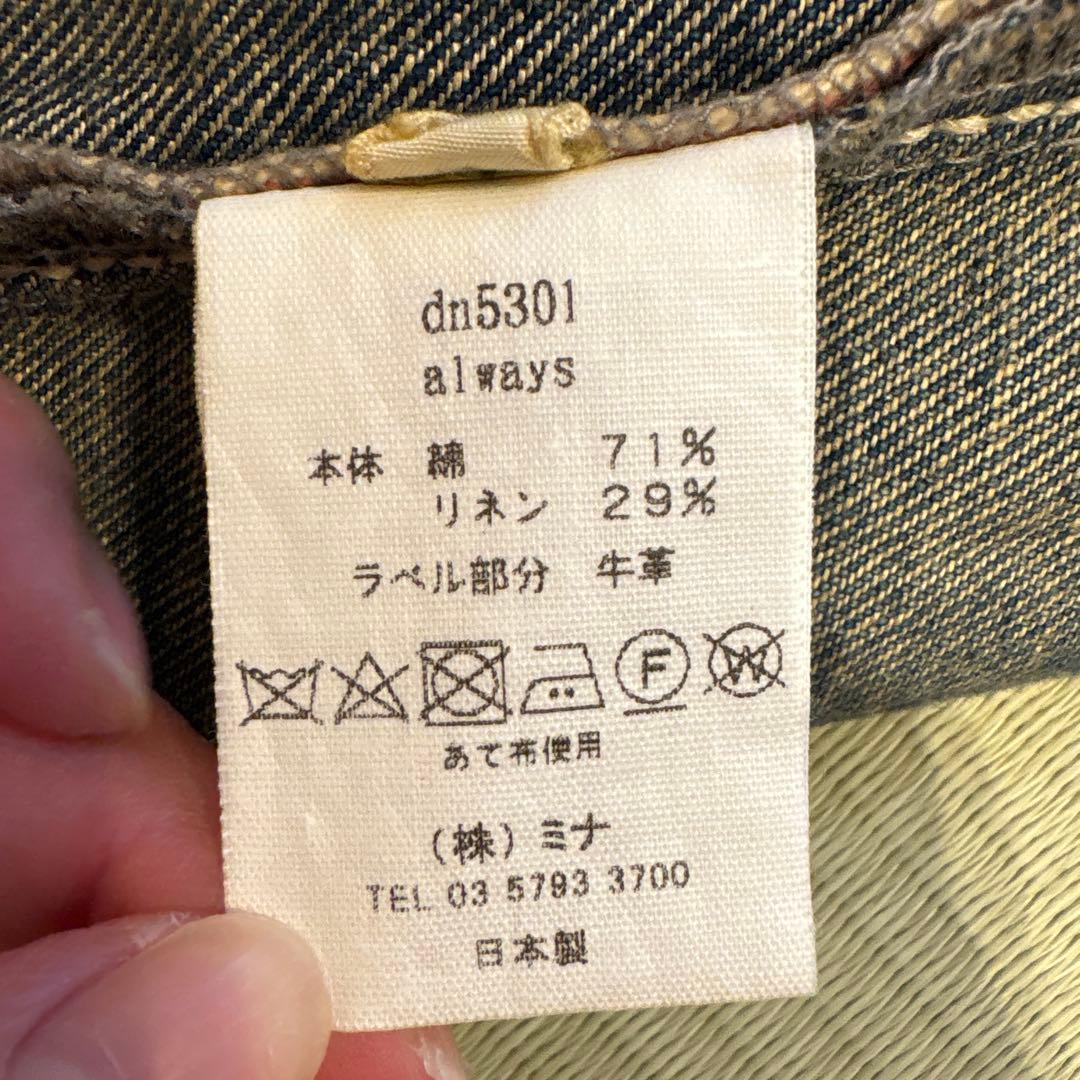 dn5301
always
本体 綿 71%
リネン 29%
ラベル部分 牛革
F W
あて布使用
(株)ミナ
TEL 03 5793 3700
日本製